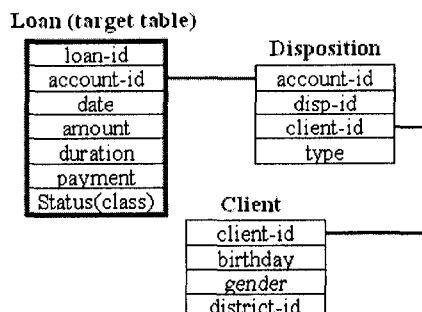 Loan (target table)
loan-id
account-id
date
amount
duration
payment
Status(class)
Disposition
account-id
disp-id
client-id
type
Client
client-id
birthday
gender
district-id